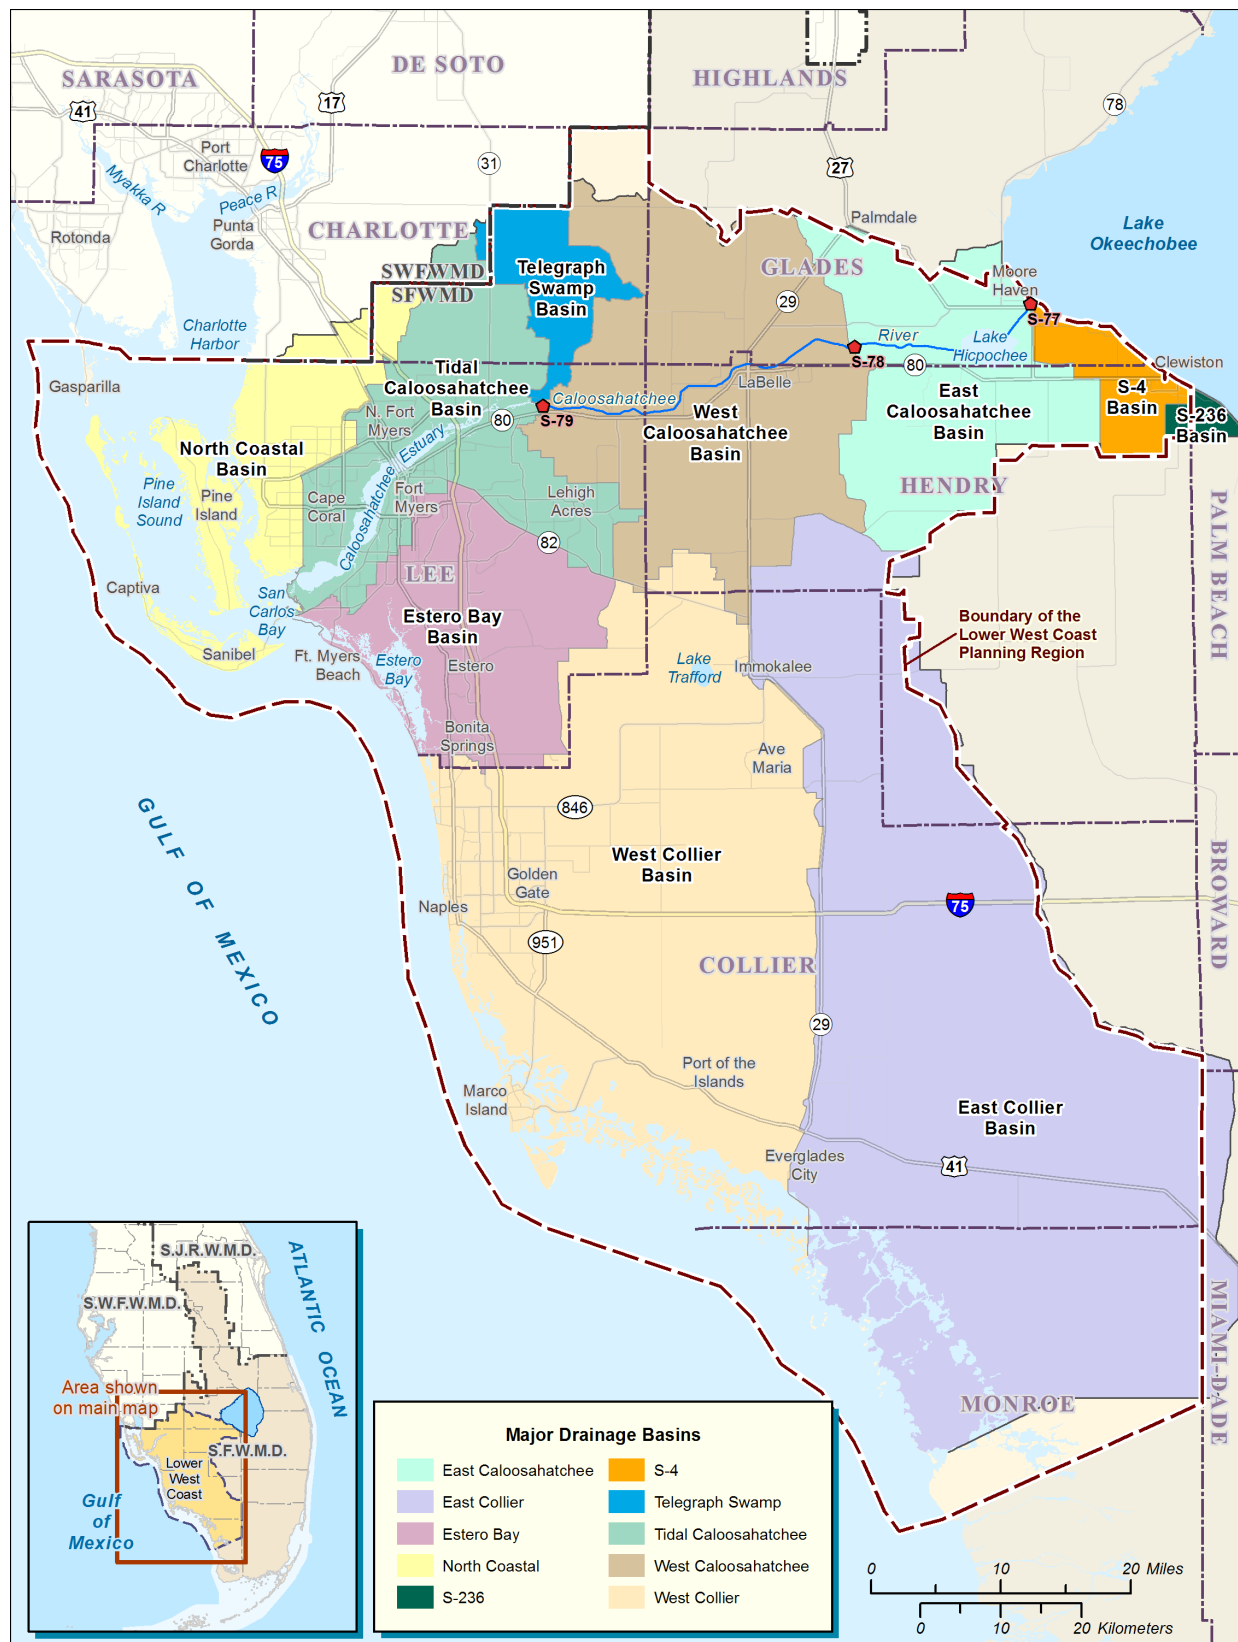 SARASOTA
DE SOTO
HIGHLANDS
41
17
78
Port
Charlotte
75
31
27
Myakka R
Peace R
Punta
Gorda
Rotonda
CHARLOTTE
Palmdale
Lake
Okeechobee
SWFWMD
SFWMD
Telegraph
Swamp
Basin
GLADES
29
Moore
Haven
S-77
Charlotte
Harbor
River
Lake
Hicpochee
S-78
80
Clewiston
Gasparilla
Tidal
Caloosahatchee
Basin
LaBelle
Caloosahatchee
S-79
80
N. Fort
Myers
West
Caloosahatchee
Basin
East
Caloosahatchee
Basin
S-4
Basin
S-236
Basin
North Coastal
Basin
Estuary
Caloosahatchee
Pine
Island
Sound
Pine
Island
Cape
Coral
Fort
Myers
Lehigh
Acres
HENDRY
PALM BEACH
82
LEE
Captiva
San
Carlos
Bay
Estero Bay
Basin
Boundary of the
Lower West Coast
Planning Region
Sanibel
Ft. Myers
Beach
Estero
Bay
Estero
Lake
Trafford
Immokalee
Bonita
Springs
Ave
Maria
GULF OF MEXICO
846
West Collier
Basin
BROWARD
Golden
Gate
Naples
75
951
COLLIER
29
Port of the
Islands
Marco
Island
East Collier
Basin
Everglades
City
41
MIAMI-DADE
MONROE
S.J.R.W.M.D.
S.W.F.W.M.D.
ATLANTIC OCEAN
Area shown
on main map
S.F.W.M.D.
Lower
West
Coast
Gulf
of
Mexico
Major Drainage Basins
East Caloosahatchee
East Collier
Estero Bay
North Coastal
S-236
S-4
Telegraph Swamp
Tidal Caloosahatchee
West Caloosahatchee
West Collier
0 10 20 Miles
0 10 20 Kilometers